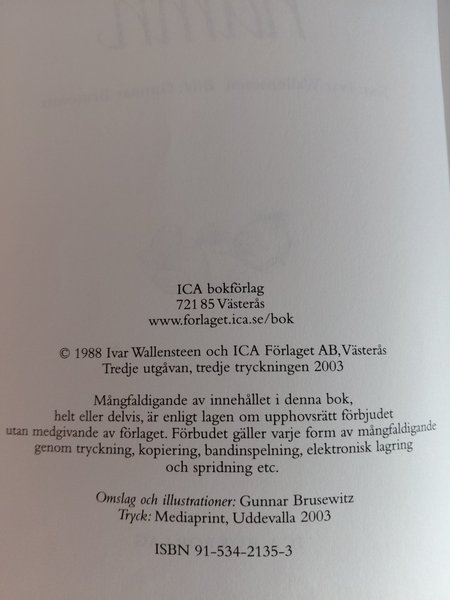 ICA bokförlag
721 85 Västerås
www.forlaget.ica.se/bok
© 1988 Ivar Wallensteen och ICA Förlaget AB, Västerås
Tredje utgåvan, tredje tryckningen 2003
Mångfaldigande av innehållet i denna bok,
helt eller delvis, är enligt lagen om upphovsrätt förbjudet
utan medgivande av förlaget. Förbudet gäller varje form av mångfaldigande
genom tryckning, kopiering, bandinspelning, elektronisk lagring
och spridning etc.
Omslag och illustrationer: Gunnar Brusewitz
Tryck: Mediaprint, Uddevalla 2003
ISBN 91-534-2135-3